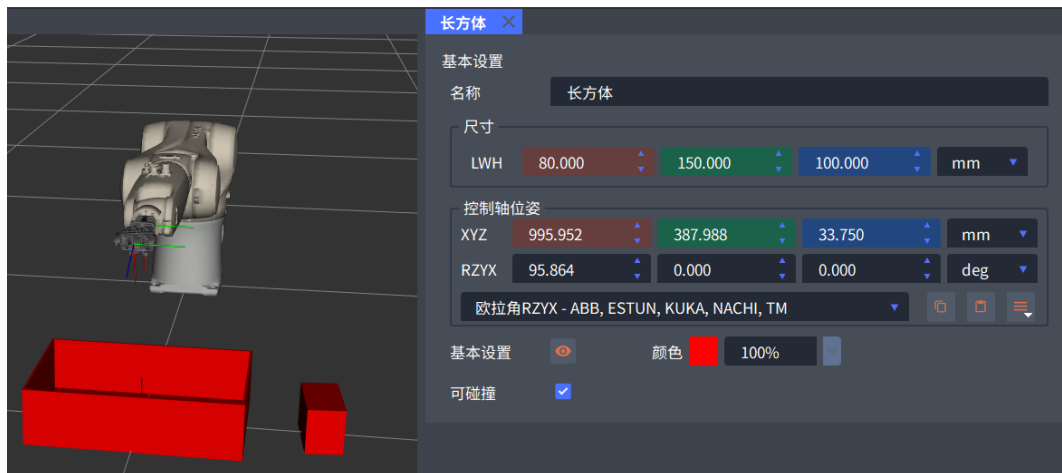 长方体
基本设置
名称 长方体
尺寸
LWH 80.000 150.000 100.000 mm
控制轴位姿
XYZ 995.952 387.988 33.750 mm
RZYX 95.864 0.000 0.000 deg
欧拉角RZYX - ABB, ESTUN, KUKA, NACHI, TM
基本设置 颜色 100%
可碰撞